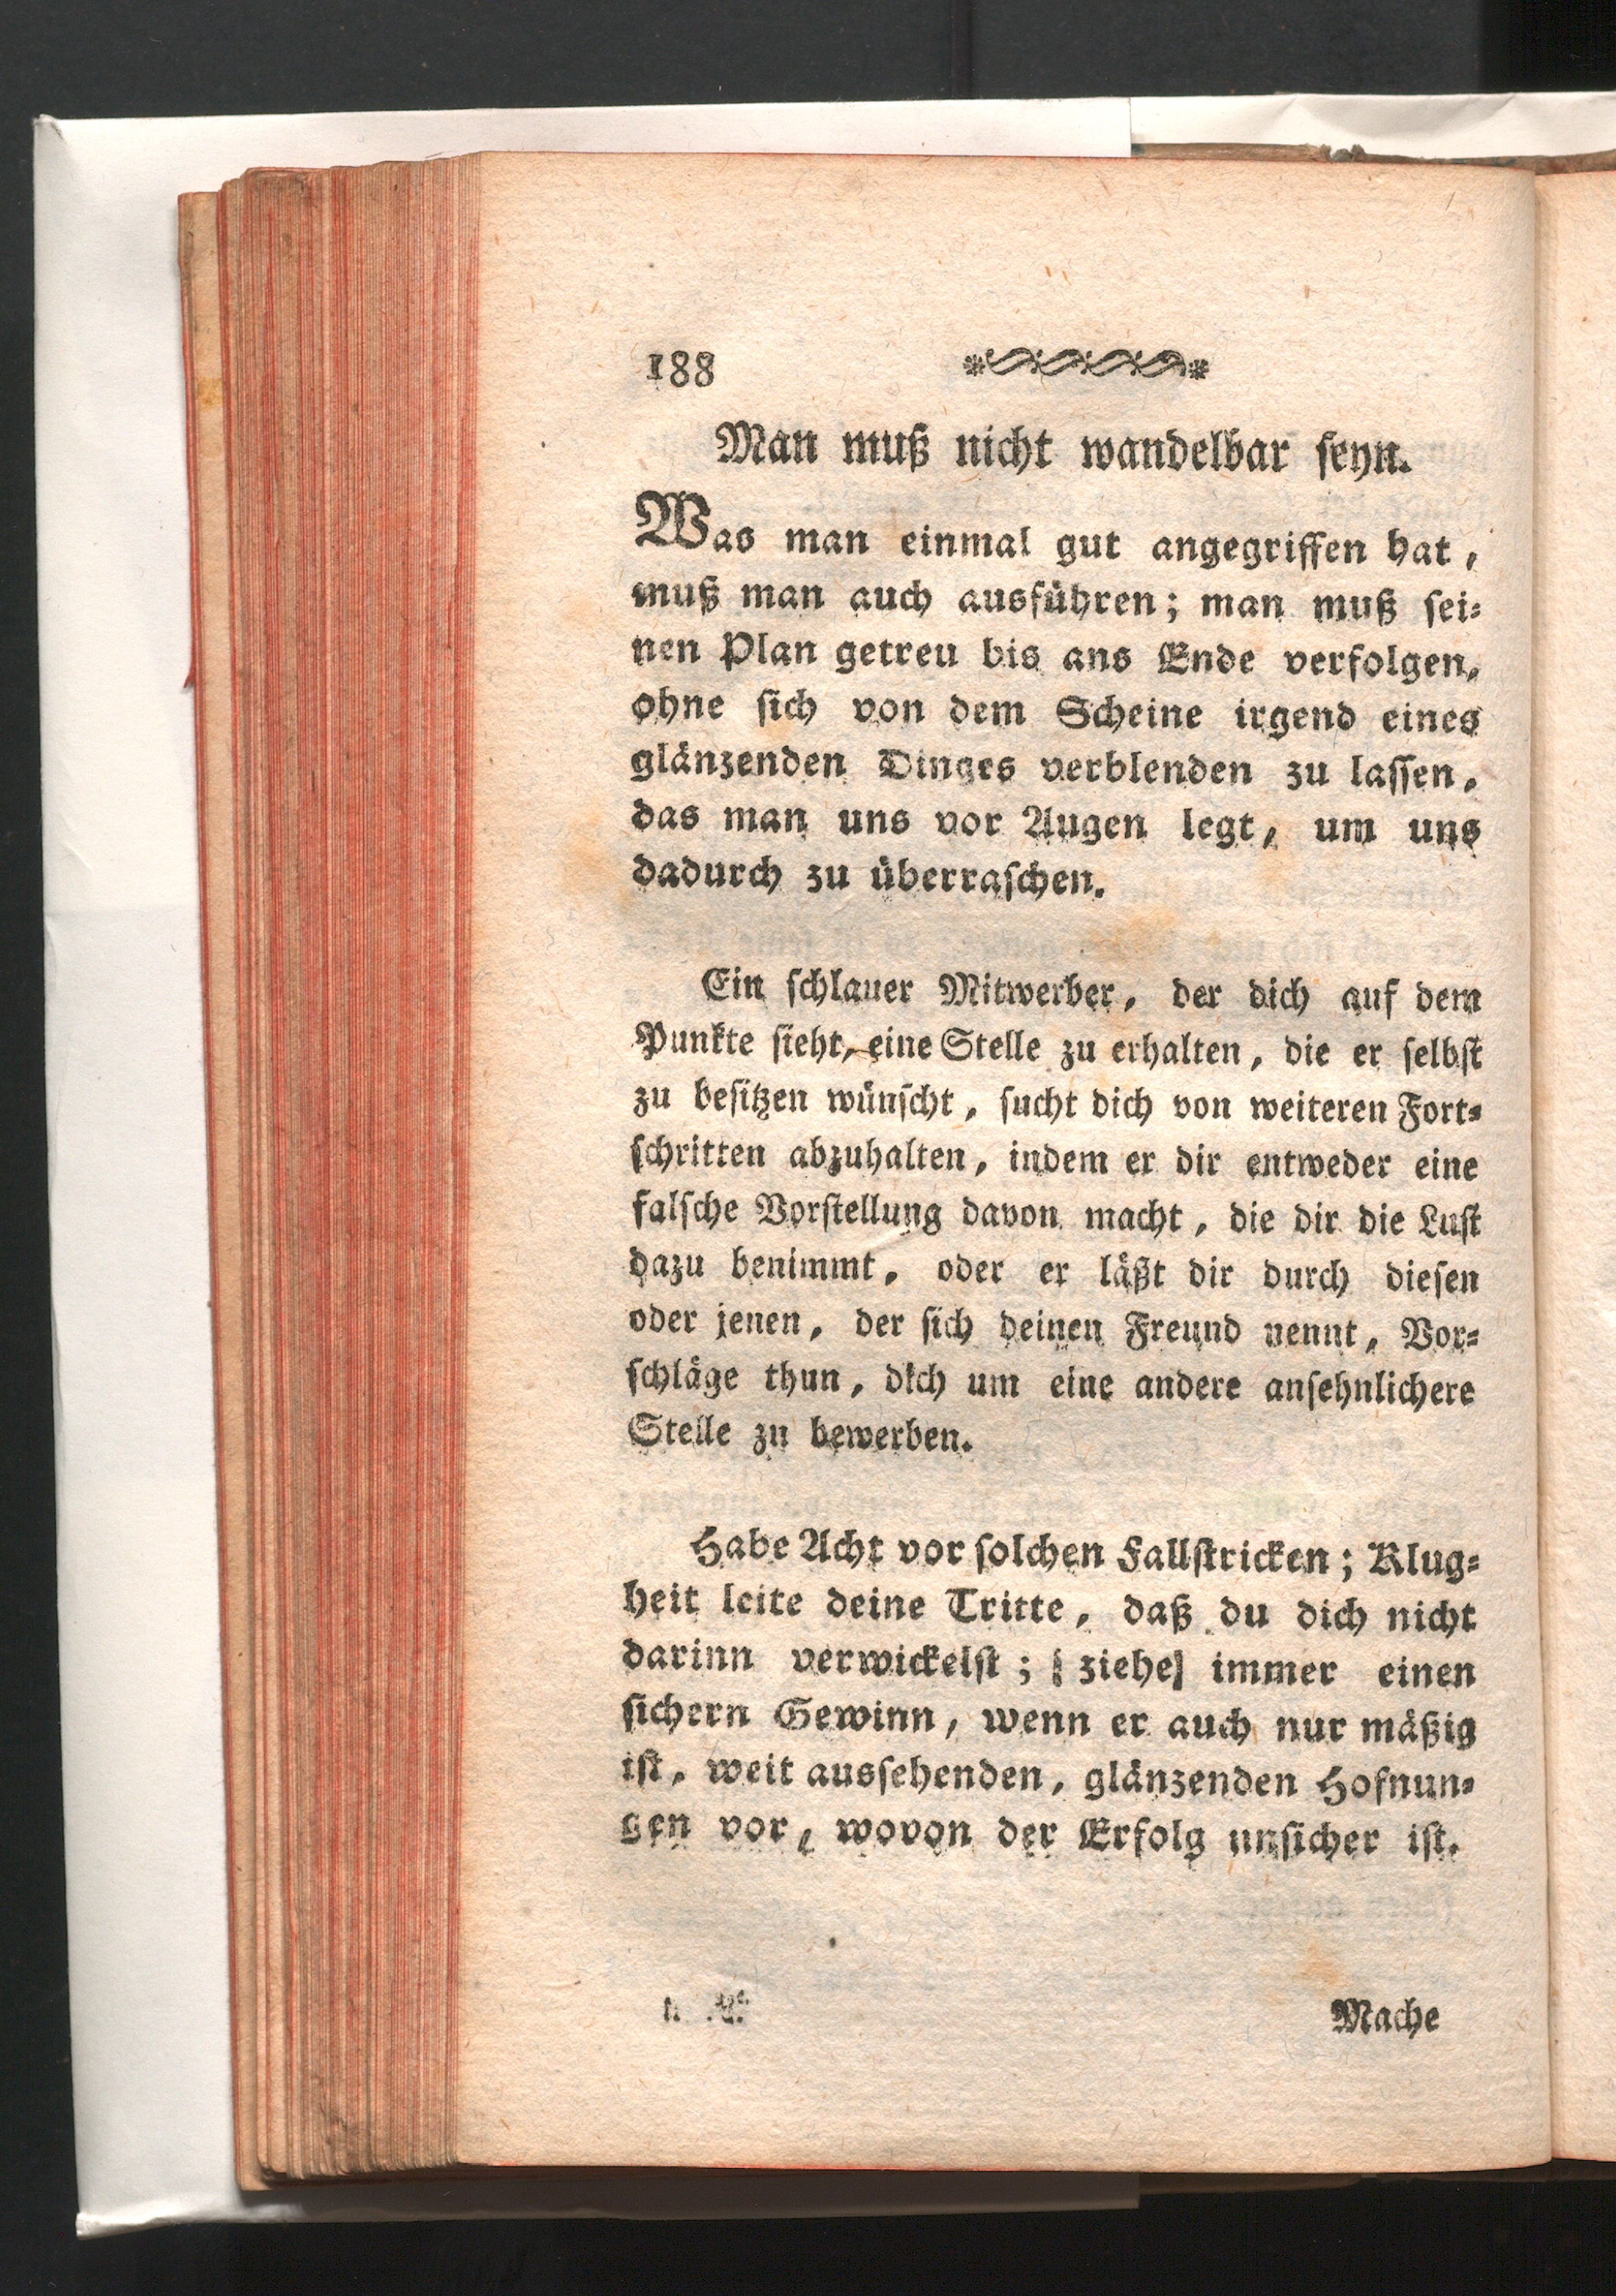 188
Man muß nicht wandelbar seyn.
Was man einmal gut angegriffen hat,
muß man auch ausführen; man muß sei⸗
nen Plan getreu bis ans Ende verfolgen,
ohne sich von dem Scheine irgend eines
glänzenden Dinges verblenden zu lassen,
das man uns vor Augen legt, um uns
dadurch zu überraschen.
Ein schlauer Mitwerber, der dich auf dem
Punkte sieht, eine Stelle zu erhalten, die er selbst
zu besitzen wünscht, sucht dich von weiteren Fort⸗
schritten abzuhalten, indem er dir entweder eine
falsche Vorstellung davon macht, die dir die Lust
dazu benimmt, oder er läßt dir durch diesen
oder jenen, der sich deinen Freund nennt, Vor⸗
schläge thun, dich um eine andere ansehnlichere
Stelle zu bewerben.
Habe Acht vor solchen Fallstricken; Klug⸗
heit leite deine Tritte, daß du dich nicht
darinn verwickelst; [ziehe] immer einen
sichern Gewinn, wenn er auch nur mäßig
ist, weit aussehenden, glänzenden Hofnun⸗
gen vor, wovon der Erfolg unsicher ist.
Mache